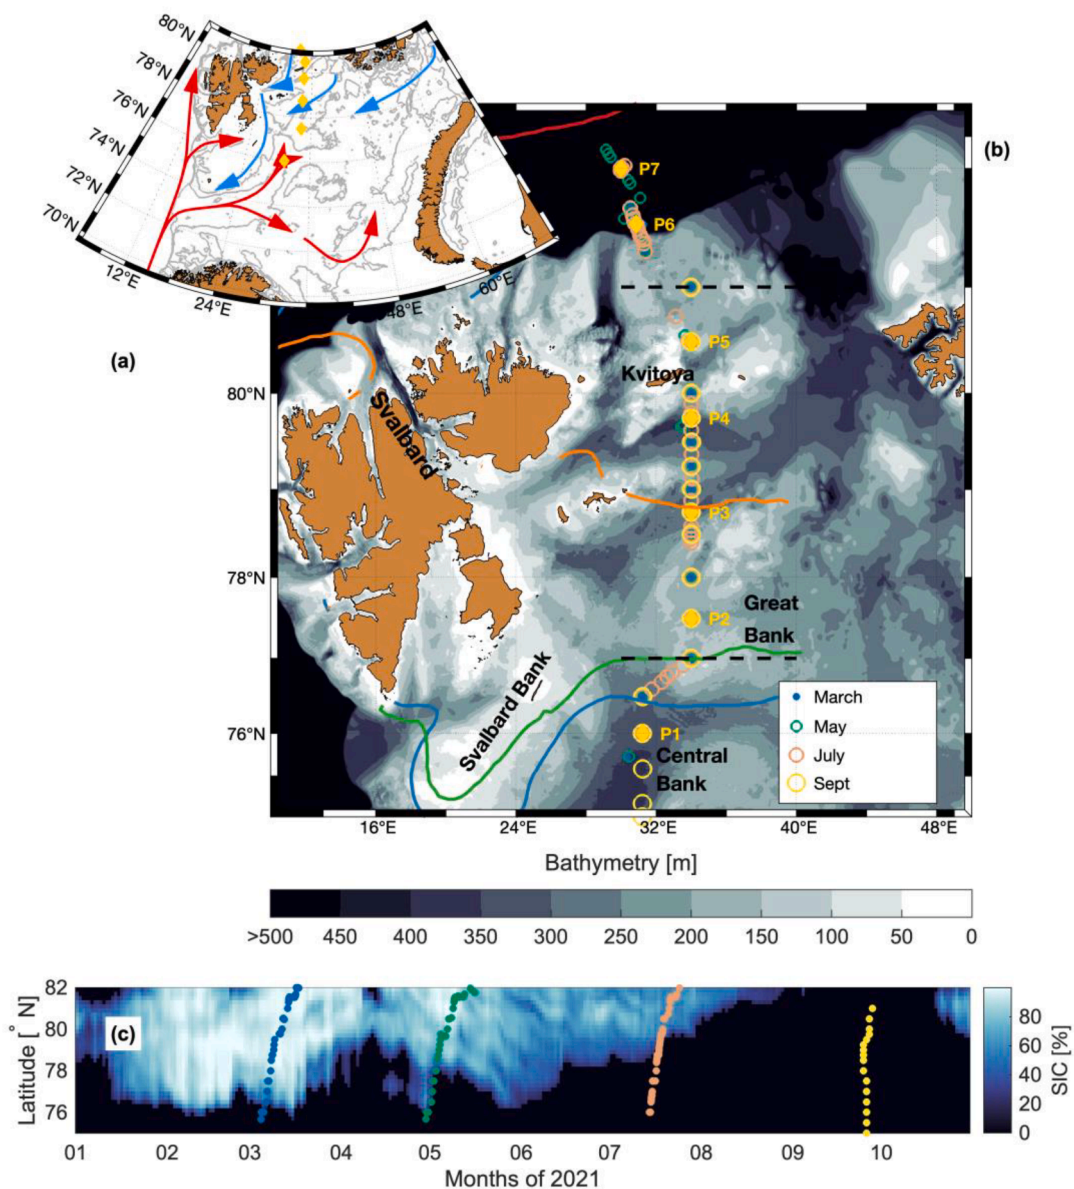 80°N
78°N
76°N
74°N
72°N
70°N
12°E
24°E
48°E
60°E
(a)
(b)
P7
P6
P5
Kvitoya
P4
80°N
Svalbard
P3
78°N
P2
Great
Bank
Svalbard Bank
76°N
P1
Central
Bank
March
May
July
Sept
16°E
24°E
32°E
40°E
48°E
Bathymetry [m]
>500 450 400 350 300 250 200 150 100 50 0
(c)
Latitude [° N]
82
80
78
76
01 02 03 04 05 06 07 08 09 10
Months of 2021
SIC [%]
80
60
40
20
0